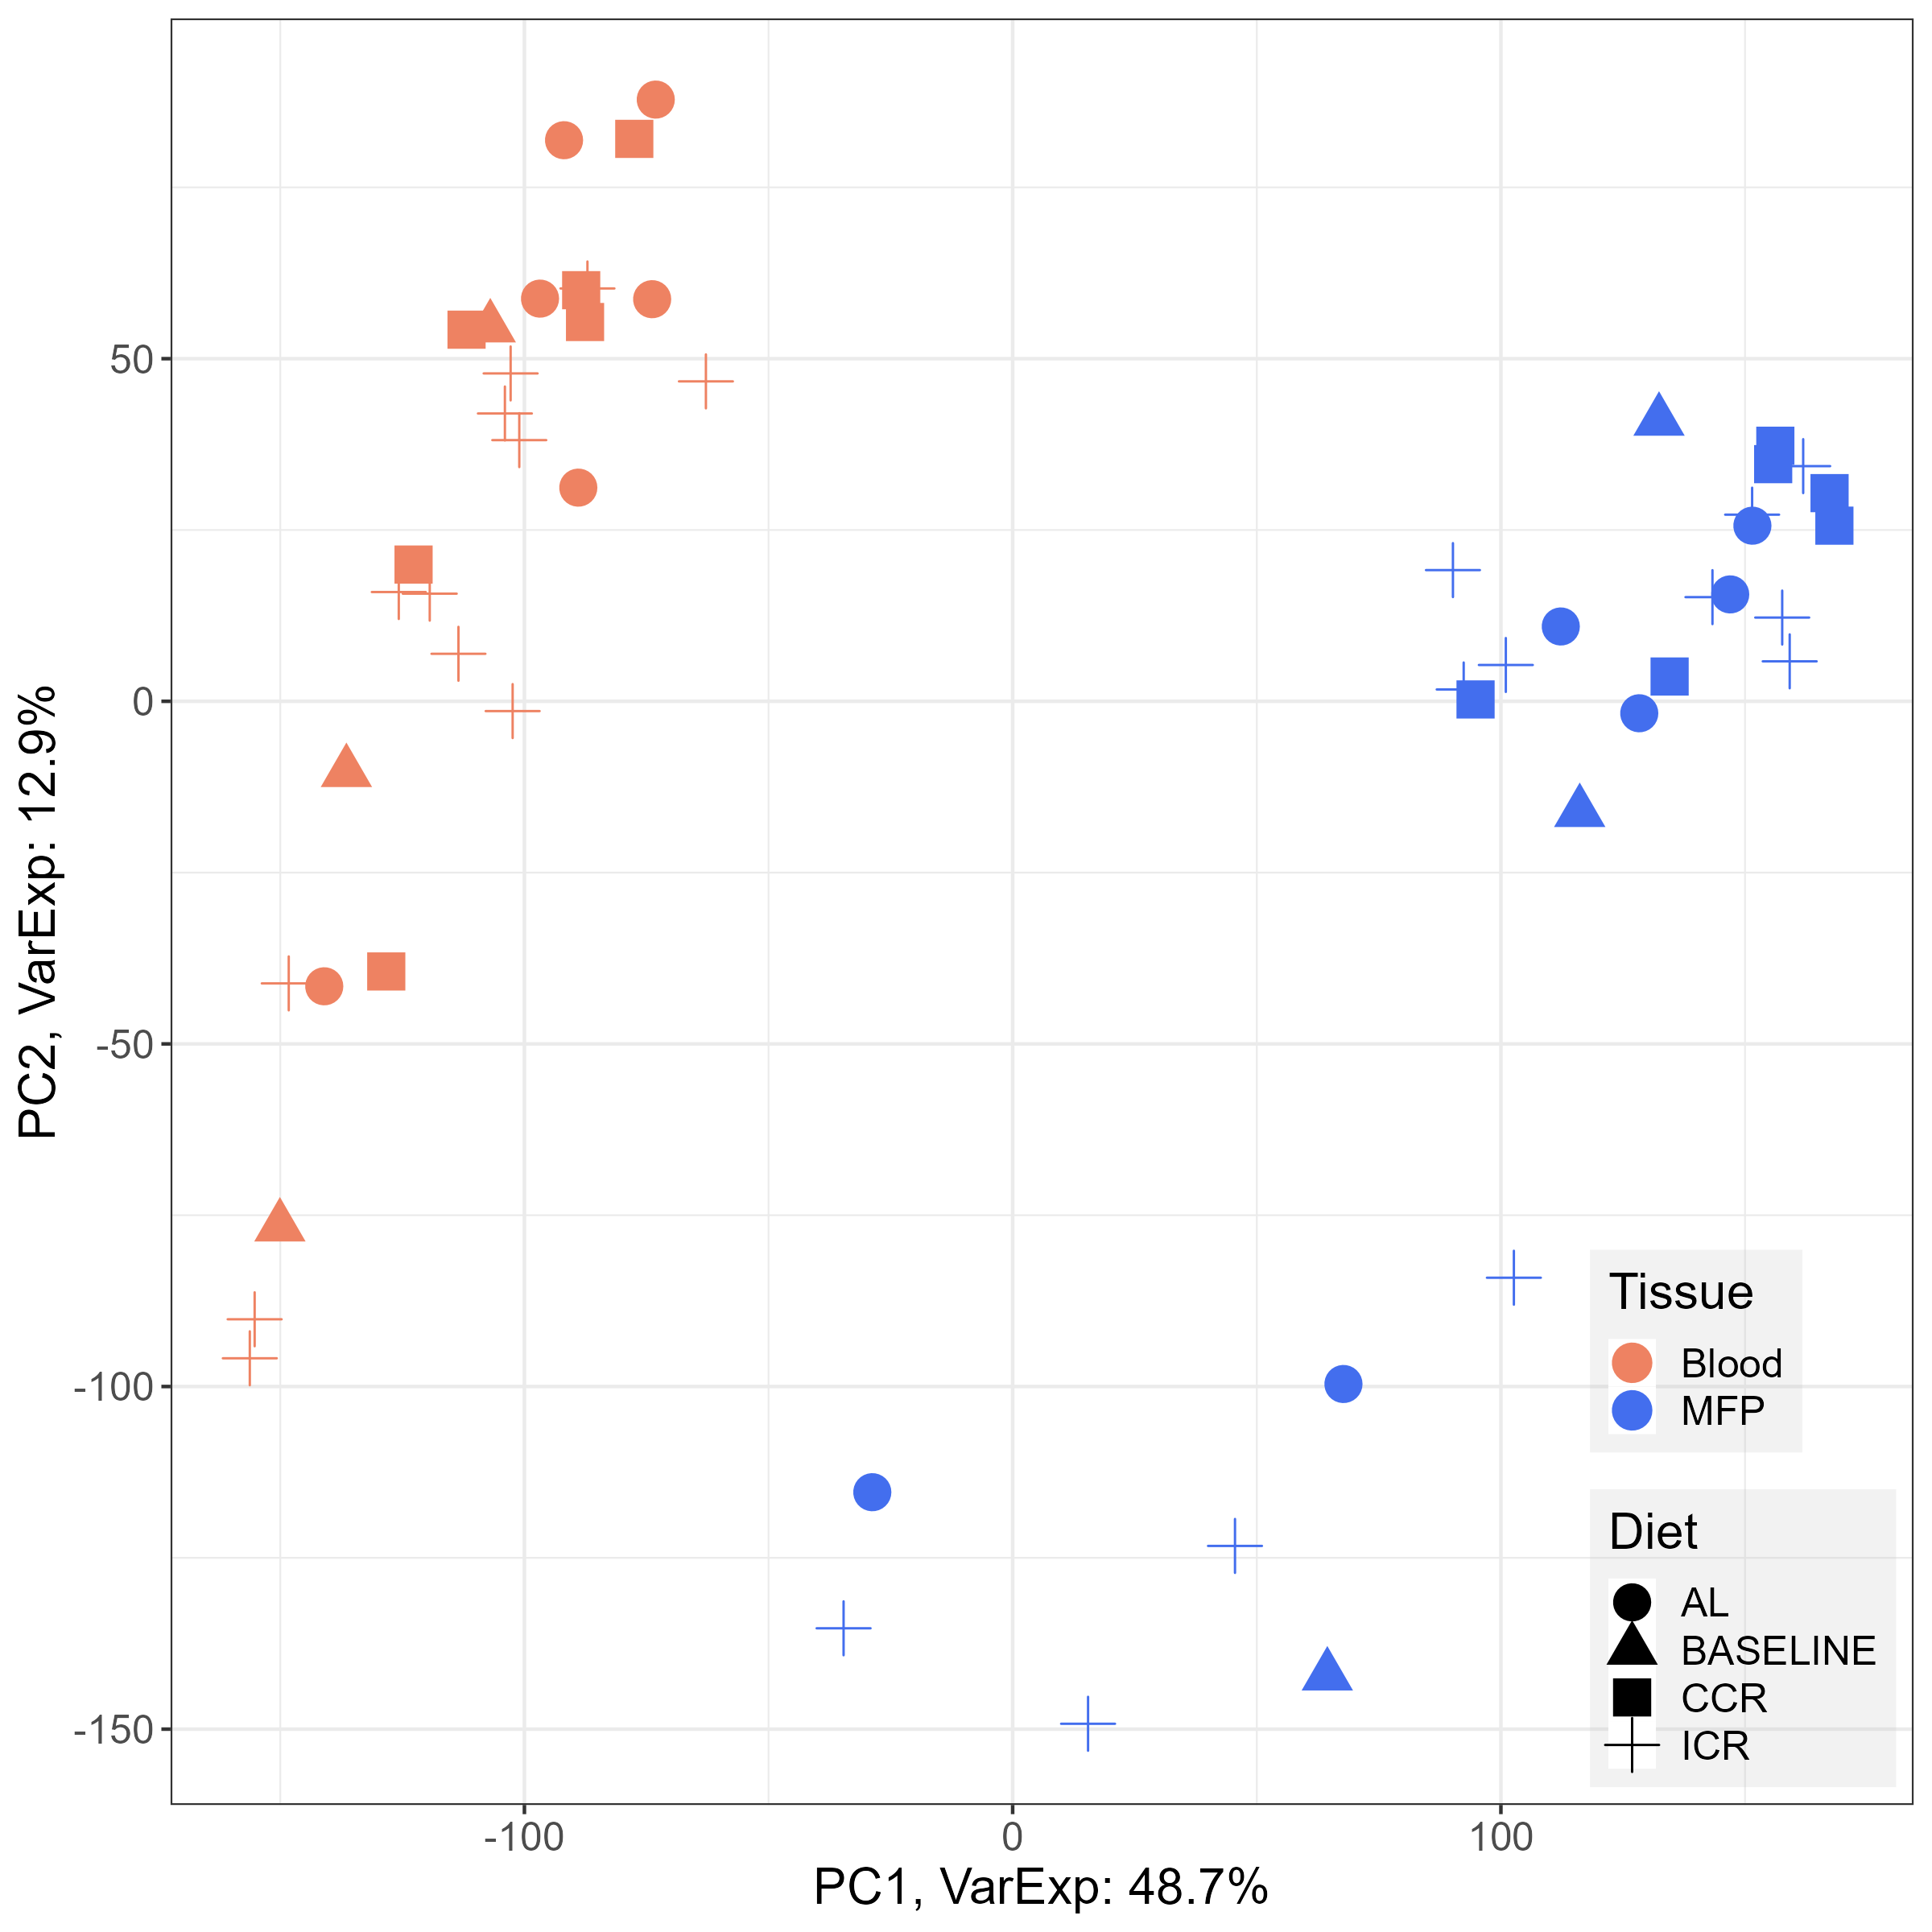 PC2, VarExp: 12.9%
50
0
-50
-100
-150
-100
0
100
PC1, VarExp: 48.7%
Tissue
Blood
MFP
Diet
AL
BASELINE
CCR
ICR